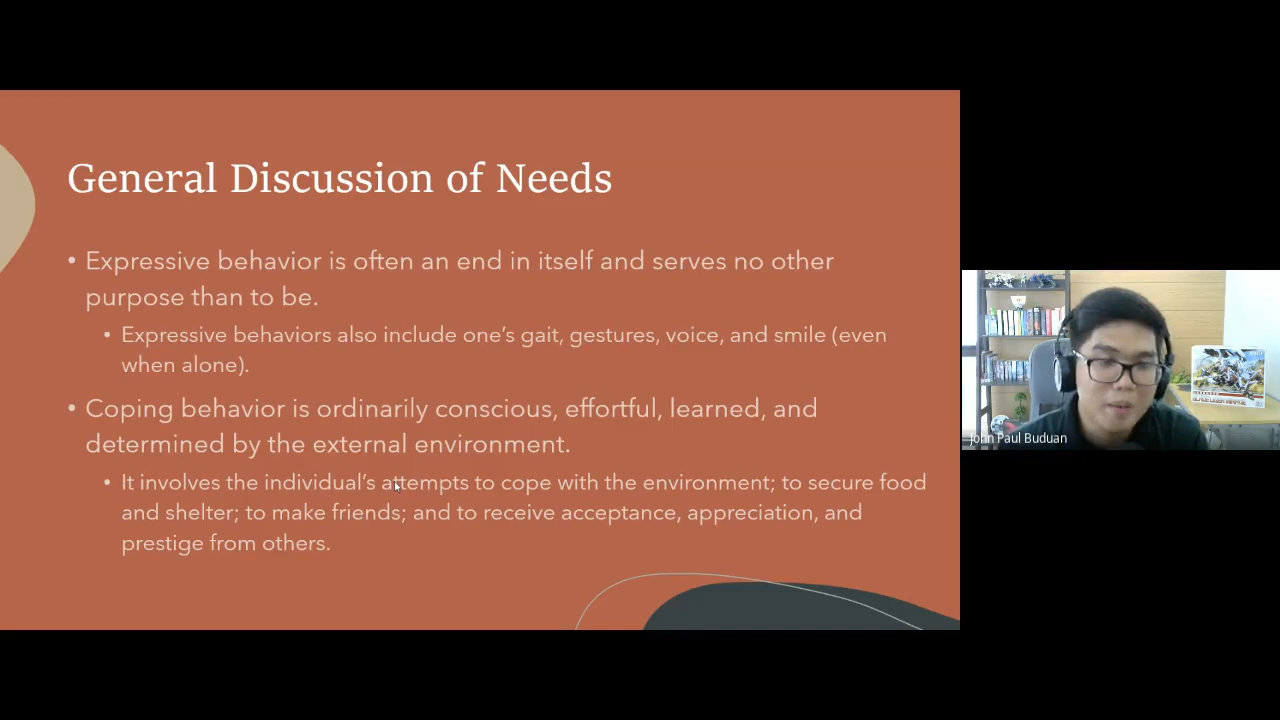 General Discussion of Needs
• Expressive behavior is often an end in itself and serves no other
purpose than to be.
• Expressive behaviors also include one’s gait, gestures, voice, and smile (even
when alone).
• Coping behavior is ordinarily conscious, effortful, learned, and
determined by the external environment.
• It involves the individual’s attempts to cope with the environment; to secure food
and shelter; to make friends; and to receive acceptance, appreciation, and
prestige from others.
John Paul Buduan